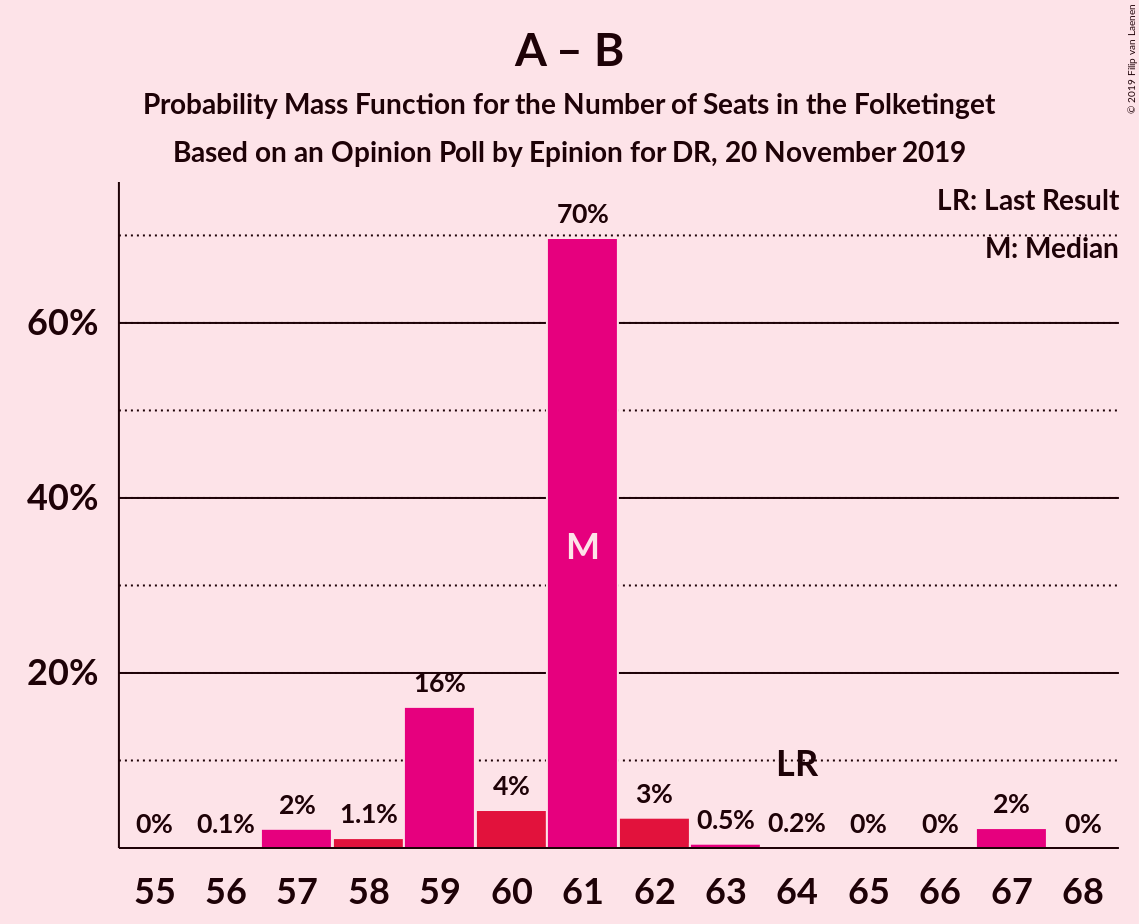 A – B
Probability Mass Function for the Number of Seats in the Folketinget
Based on an Opinion Poll by Epinion for DR, 20 November 2019
© 2019 Filip van Laenen
LR: Last Result
M: Median
70%
60%
40%
M
20%
16%
LR
4%
3%
2%
2%
1.1%
0.5%
0.2%
0%
0.1%
0%
0%
0%
55 56 57 58 59 60 61 62 63 64 65 66 67 68